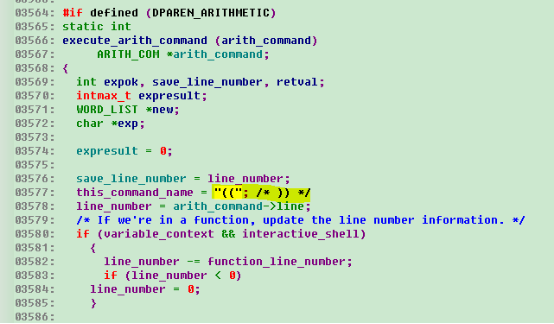 03564: #if defined (DPAREN_ARITHMETIC)
03565: static int
03566: execute_arith_command (arith_command)
03567:      ARITH_COM *arith_command;
03568: {
03569:   int expok, save_line_number, retval;
03570:   intmax_t expresult;
03571:   WORD_LIST *new;
03572:   char *exp;
03573:
03574:   expresult = 0;
03575:
03576:   save_line_number = line_number;
03577:   this_command_name = "(("; /* )) */
03578:   line_number = arith_command->line;
03579:   /* If we're in a function, update the line number information. */
03580:   if (variable_context && interactive_shell)
03581:     {
03582:       line_number -= function_line_number;
03583:       if (line_number < 0)
03584:     line_number = 0;
03585:     }
03586: